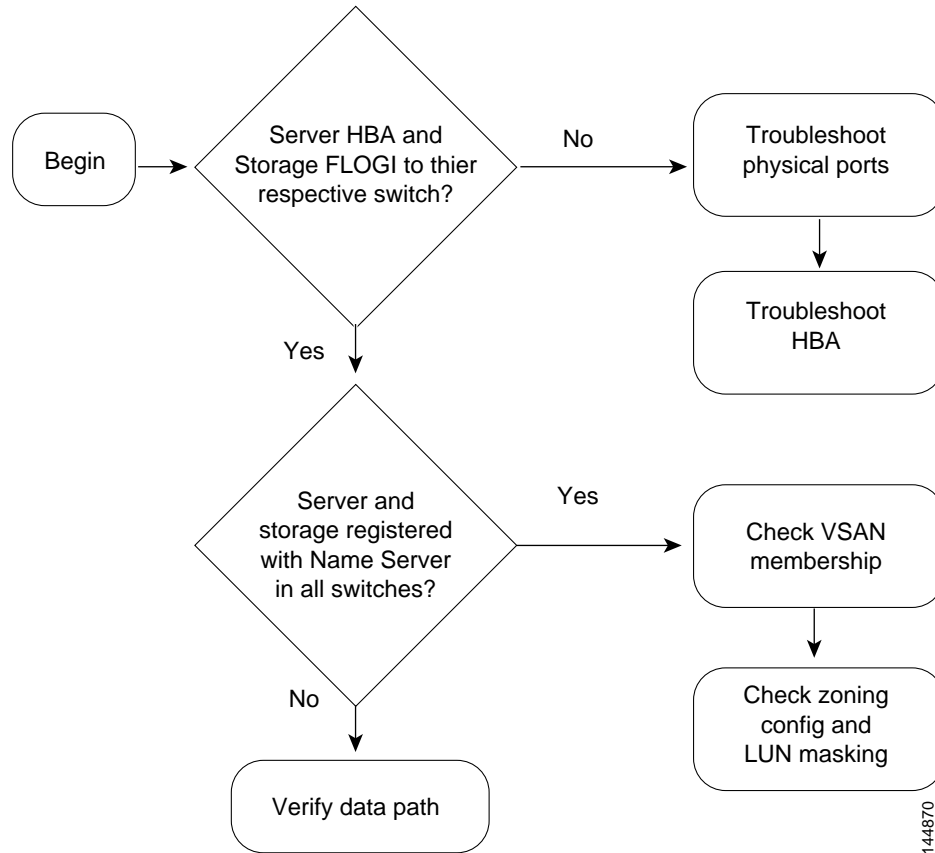 Begin
Server HBA and
Storage FLOGI to thier
respective switch?
No
Troubleshoot
physical ports
Troubleshoot
HBA
Yes
Server and
storage registered
with Name Server
in all switches?
Yes
Check VSAN
membership
Check zoning
config and
LUN masking
No
Verify data path
144870